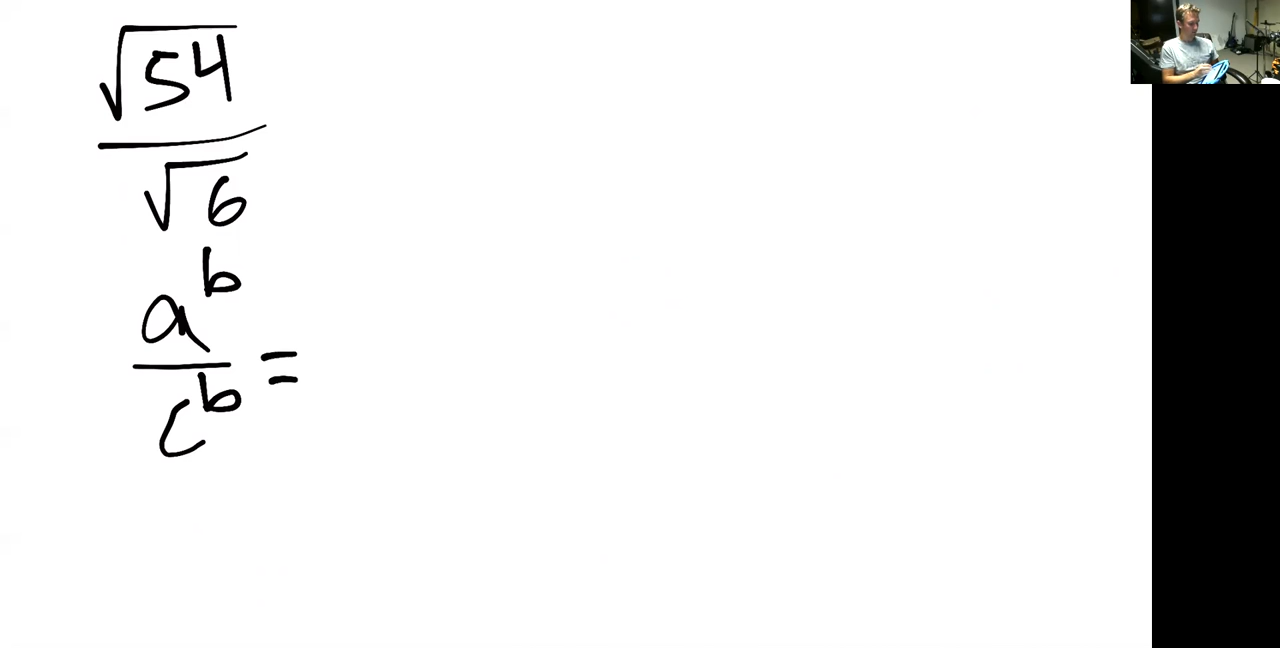 √54
√6
a^b
c^b =